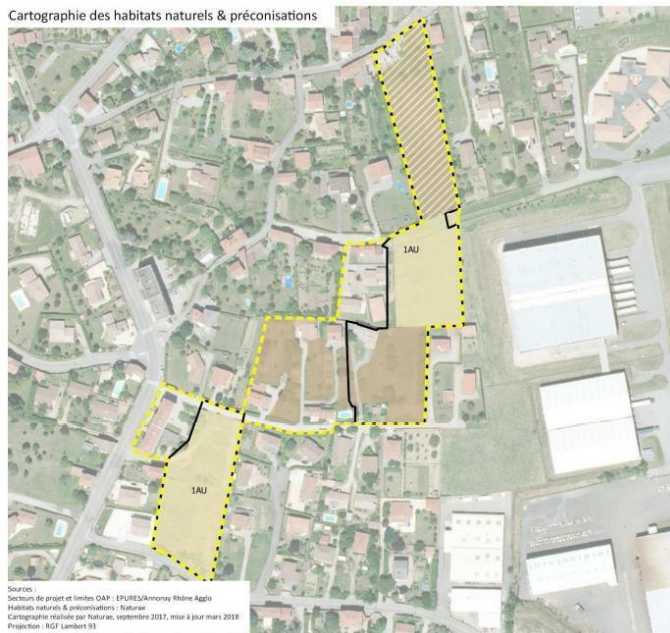 Cartographie des habitats naturels & préconisations
1AU
1AU
Sources :
Secteurs de projet et limites OAP : EPURES/Annonay Rhône Agglo
Habitats naturels & préconisations : Naturae
Cartographie réalisée par Naturae, septembre 2017, mise à jour mars 2018
Projection : RGF Lambert 93